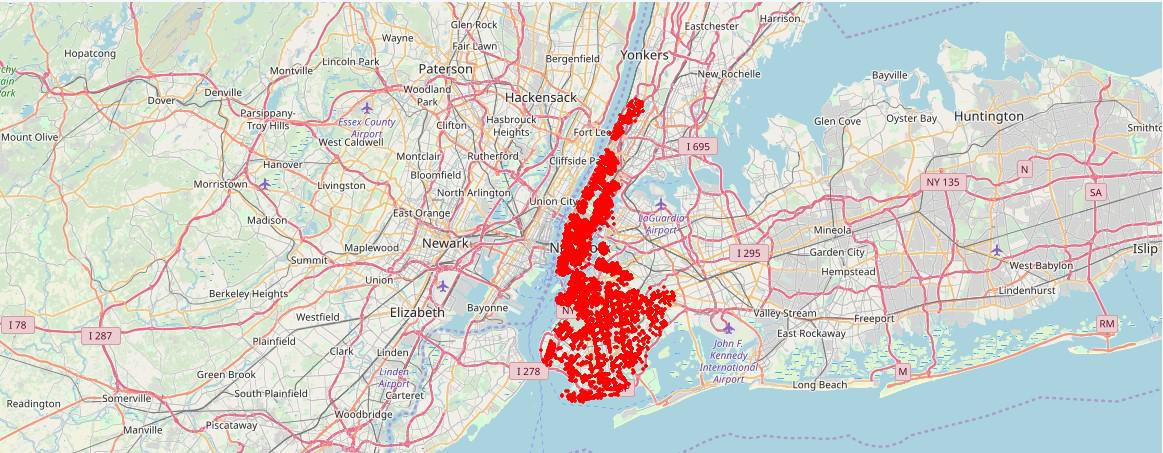 Harrison
Glen Rock
Eastchester
Wayne
Fair Lawn
Hopatcong
Yonkers
Bergenfield
Lincoln Park
Paterson
Montville
New Rochelle
Bayville
Denville
Woodland
Park
Dover
Hackensack
Parsippany-
Troy Hills
Essex County
Airport
Hasbrouck
Heights
Oyster Bay
Huntington
Glen Cove
Clifton
Fort Lee
Mount Olive
West Caldwell
I 695
Montclair
Rutherford
Cliffside Pa
Hanover
Bloomfield
N
Morristown
Livingston
North Arlington
NY 135
SA
Union City
East Orange
LaGuardia
Airport
Madison
Mineola
Newark
Maplewood
I 295
Garden City
Islip
Summit
Hempstead
West Babylon
Union
Berkeley Heights
Lindenhurst
Bayonne
Elizabeth
NY
Valley Stream
Freeport
Westfield
I 78
I 287
East Rockaway
RM
Plainfield
Clark
Linden
John F.
Kennedy
International
Airport
I 278
M
Green Brook
Linden
Airport
Long Beach
Carteret
South Plainfield
Somerville
Readington
Woodbridge
Piscataway
Manville